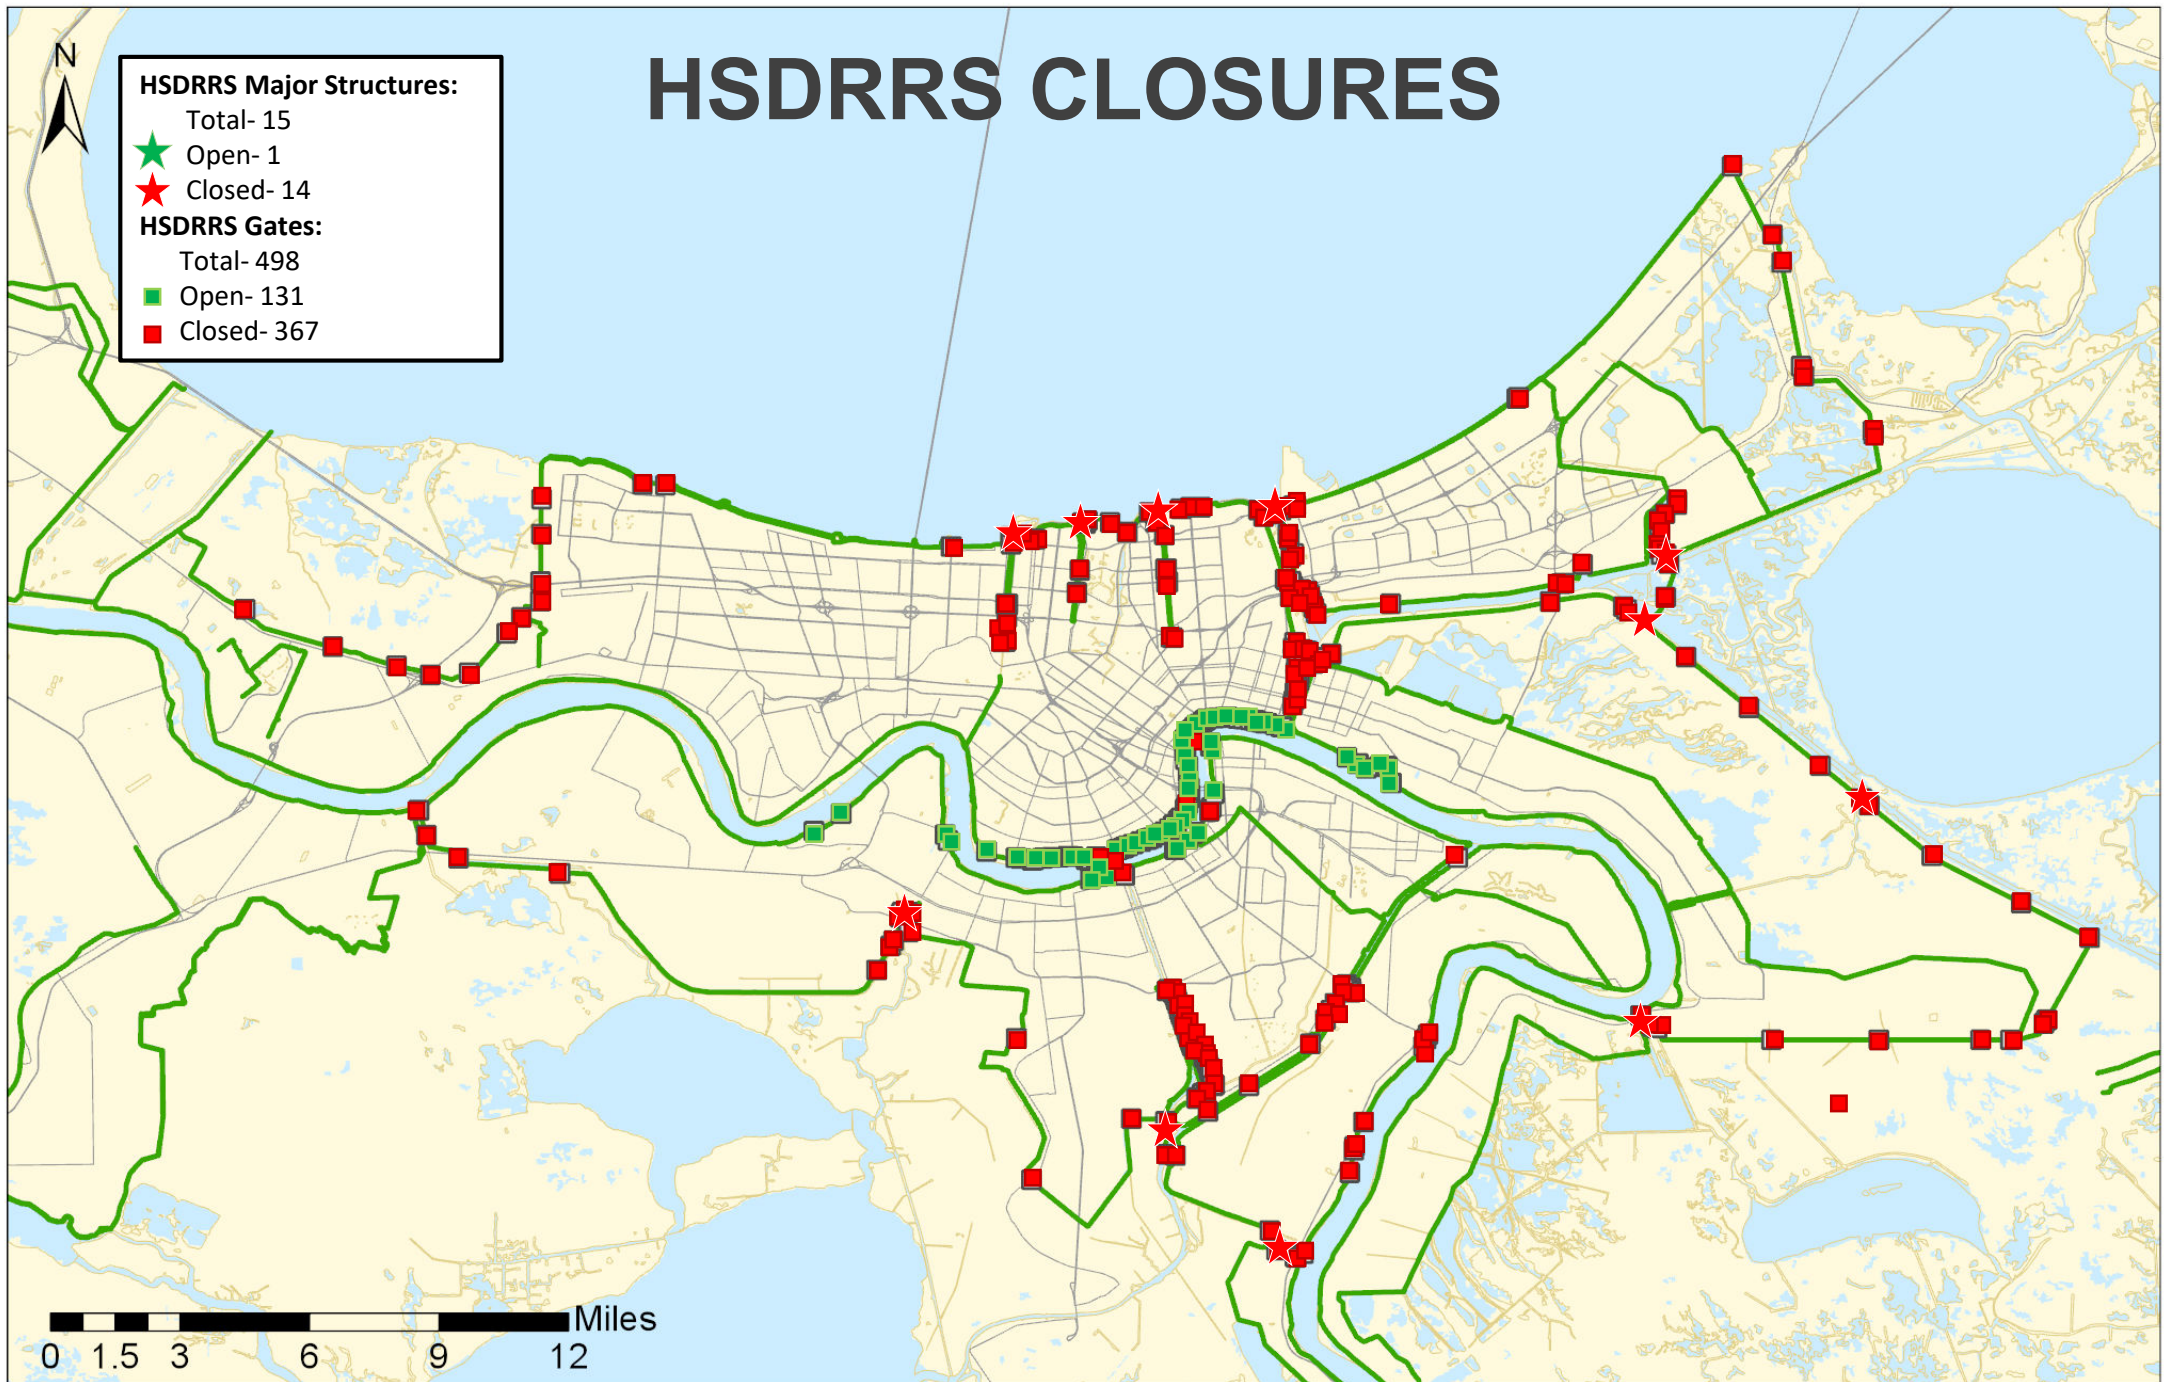 HSDRRS CLOSURES
N
HSDRRS Major Structures:
Total- 15
Open- 1
Closed- 14
HSDRRS Gates:
Total- 498
Open- 131
Closed- 367
Miles
0 1.5 3 6 9 12